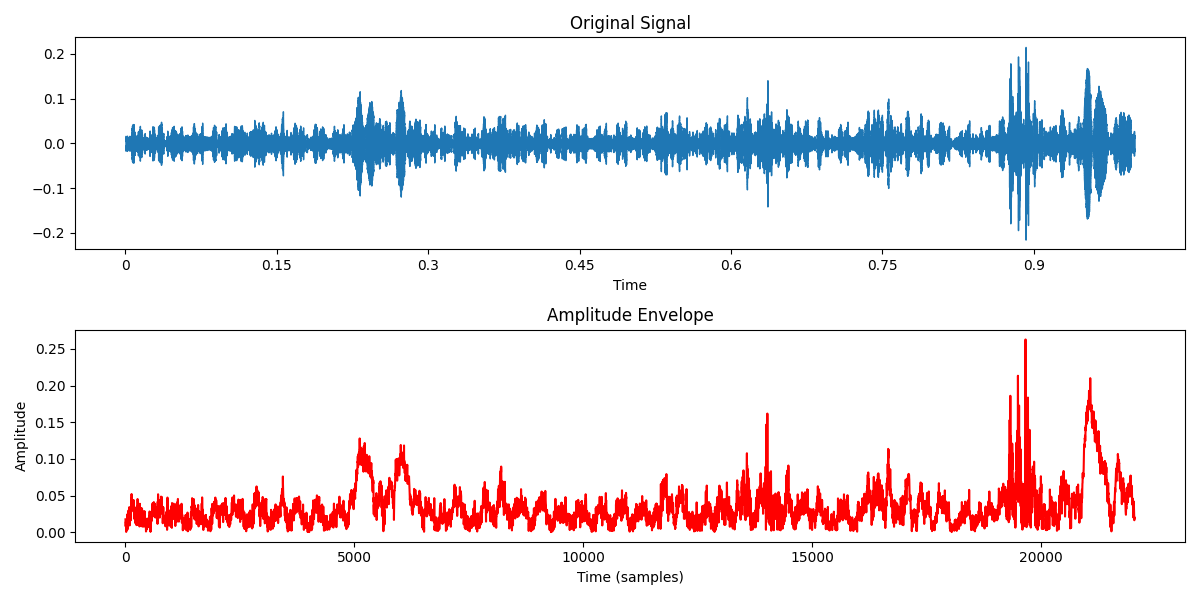 Original Signal
0.2
0.1
0.0
−0.1
−0.2
0 0.15 0.3 0.45 0.6 0.75 0.9
Time
Amplitude Envelope
Amplitude
0.25
0.20
0.15
0.10
0.05
0.00
0 5000 10000 15000 20000
Time (samples)